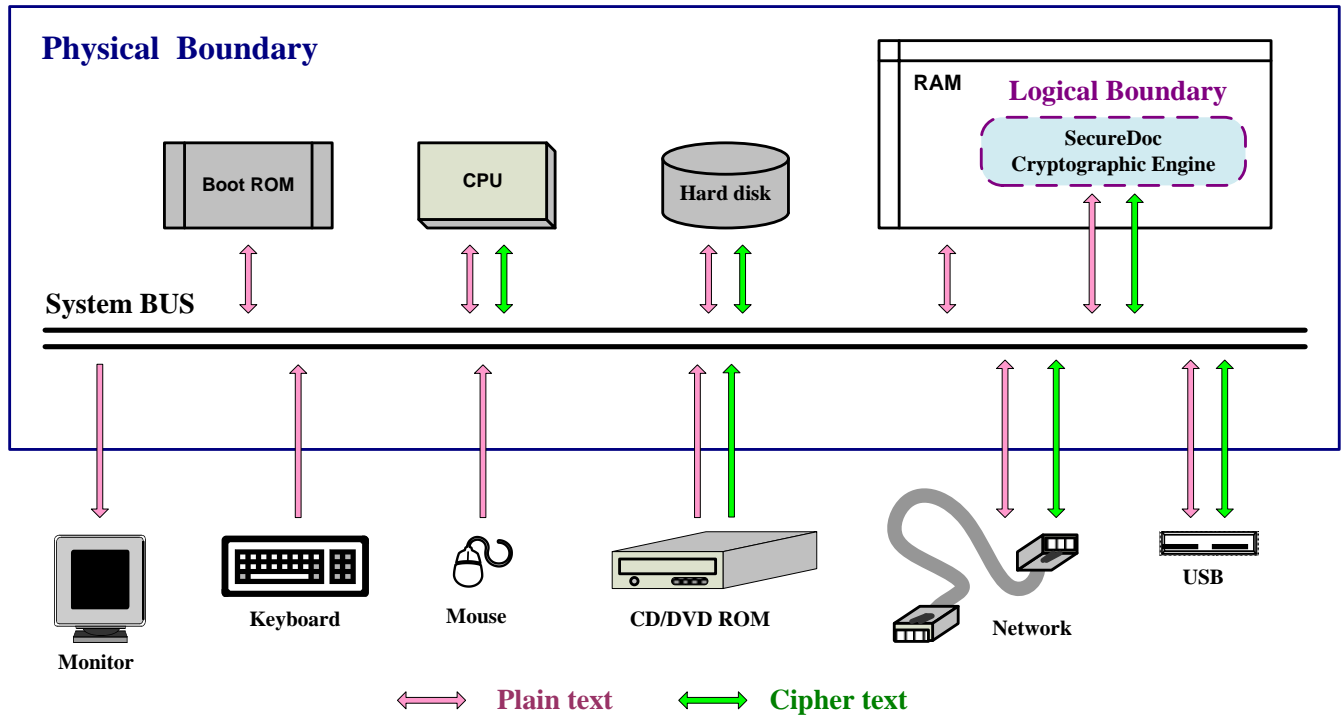 Physical Boundary
RAM
Logical Boundary
SecureDoc
Cryptographic Engine
Boot ROM
CPU
Hard disk
System BUS
Monitor
Keyboard
Mouse
CD/DVD ROM
Network
USB
Plain text
Cipher text